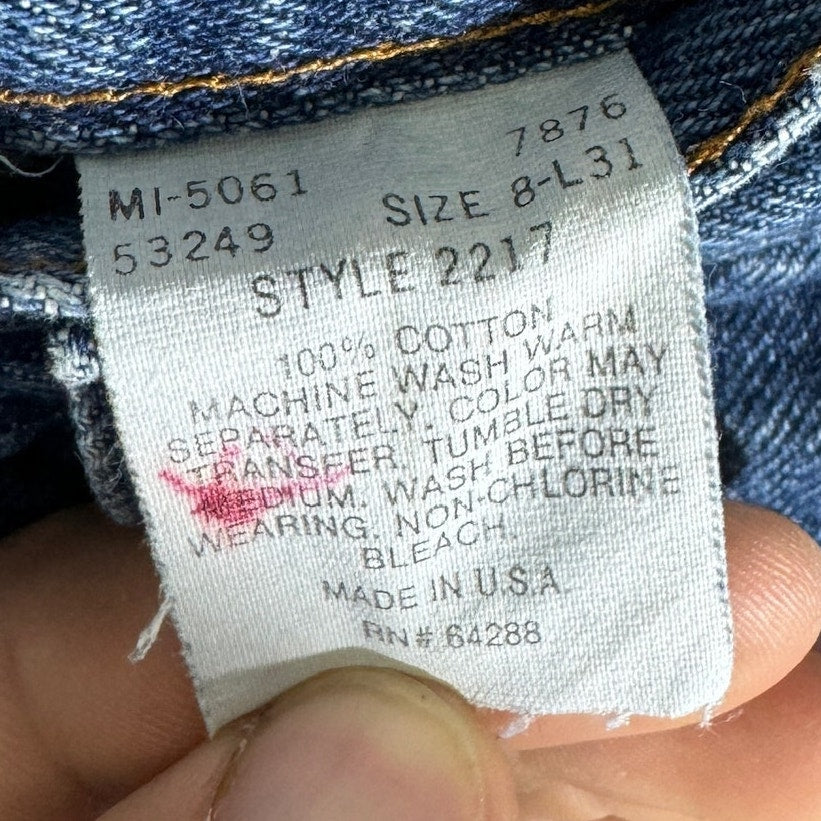 7876
MI-5061 SIZE 8-L31
53249
STYLE 2217
100% COTTON
MACHINE WASH WARM
SEPARATELY. COLOR MAY
TRANSFER. TUMBLE DRY
MEDIUM. WASH BEFORE
WEARING. NON-CHLORINE
BLEACH.
MADE IN U.S.A.
RN# 64288